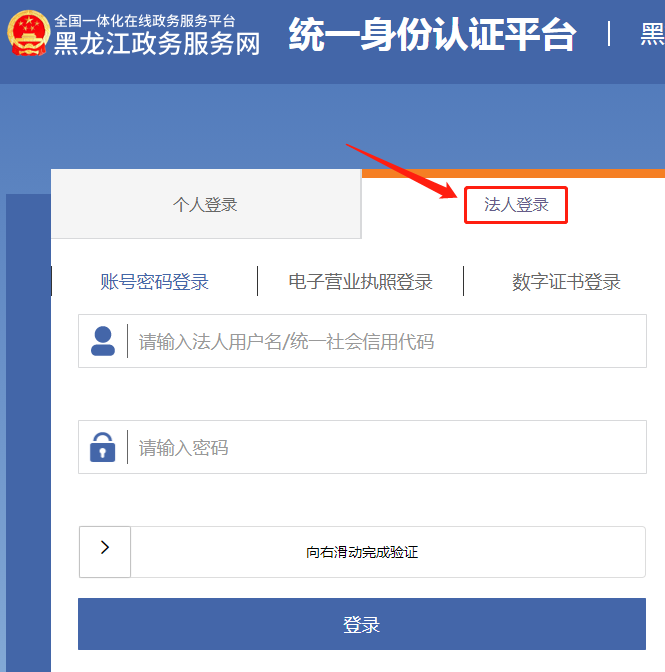 全国一体化在线政务服务平台
黑龙江政务服务网
统一身份认证平台
黑
个人登录
法人登录
账号密码登录
电子营业执照登录
数字证书登录
请输入法人用户名/统一社会信用代码
请输入密码
向右滑动完成验证
登录